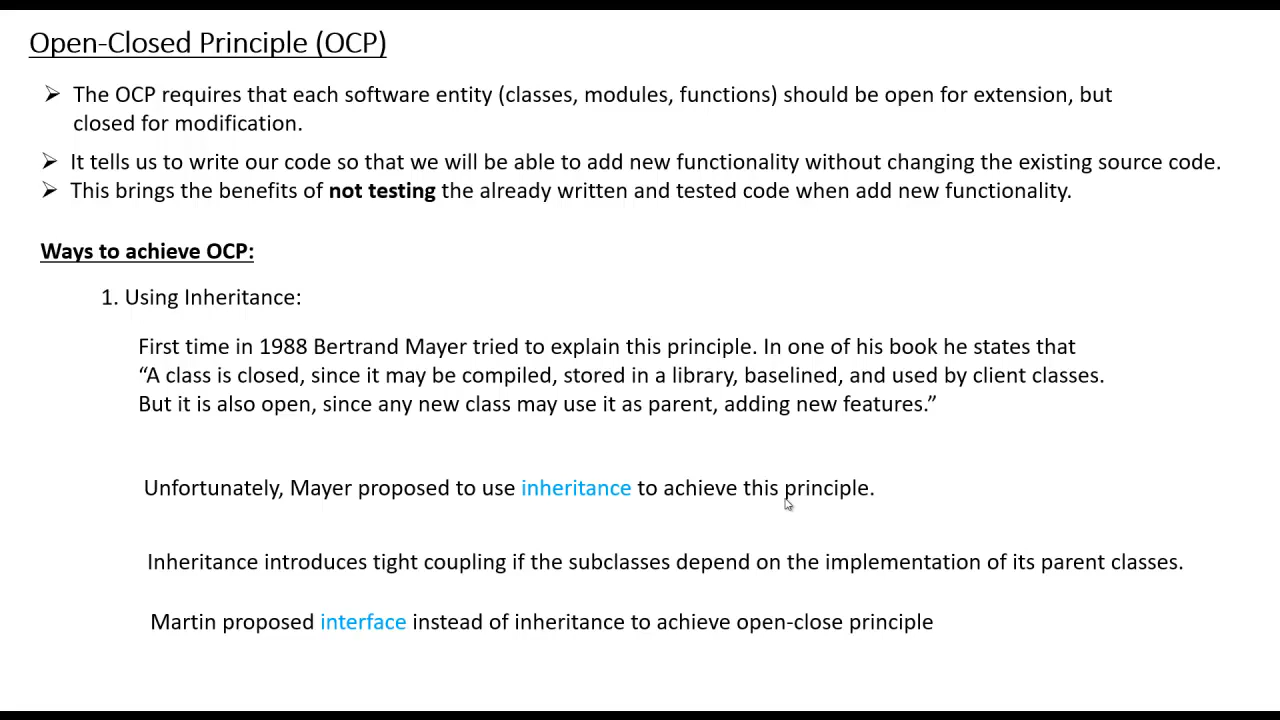 Open-Closed Principle (OCP)
➢ The OCP requires that each software entity (classes, modules, functions) should be open for extension, but
closed for modification.
➢ It tells us to write our code so that we will be able to add new functionality without changing the existing source code.
➢ This brings the benefits of not testing the already written and tested code when add new functionality.
Ways to achieve OCP:
1. Using Inheritance:
First time in 1988 Bertrand Mayer tried to explain this principle. In one of his book he states that
“A class is closed, since it may be compiled, stored in a library, baselined, and used by client classes.
But it is also open, since any new class may use it as parent, adding new features.”
Unfortunately, Mayer proposed to use inheritance to achieve this principle.
Inheritance introduces tight coupling if the subclasses depend on the implementation of its parent classes.
Martin proposed interface instead of inheritance to achieve open-close principle